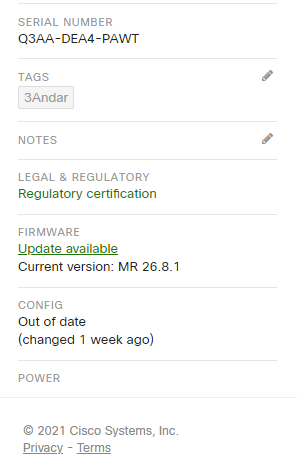 SERIAL NUMBER
Q3AA-DEA4-PAWT
TAGS
3Andar
NOTES
LEGAL & REGULATORY
Regulatory certification
FIRMWARE
Update available
Current version: MR 26.8.1
CONFIG
Out of date
(changed 1 week ago)
POWER
© 2021 Cisco Systems, Inc.
Privacy - Terms